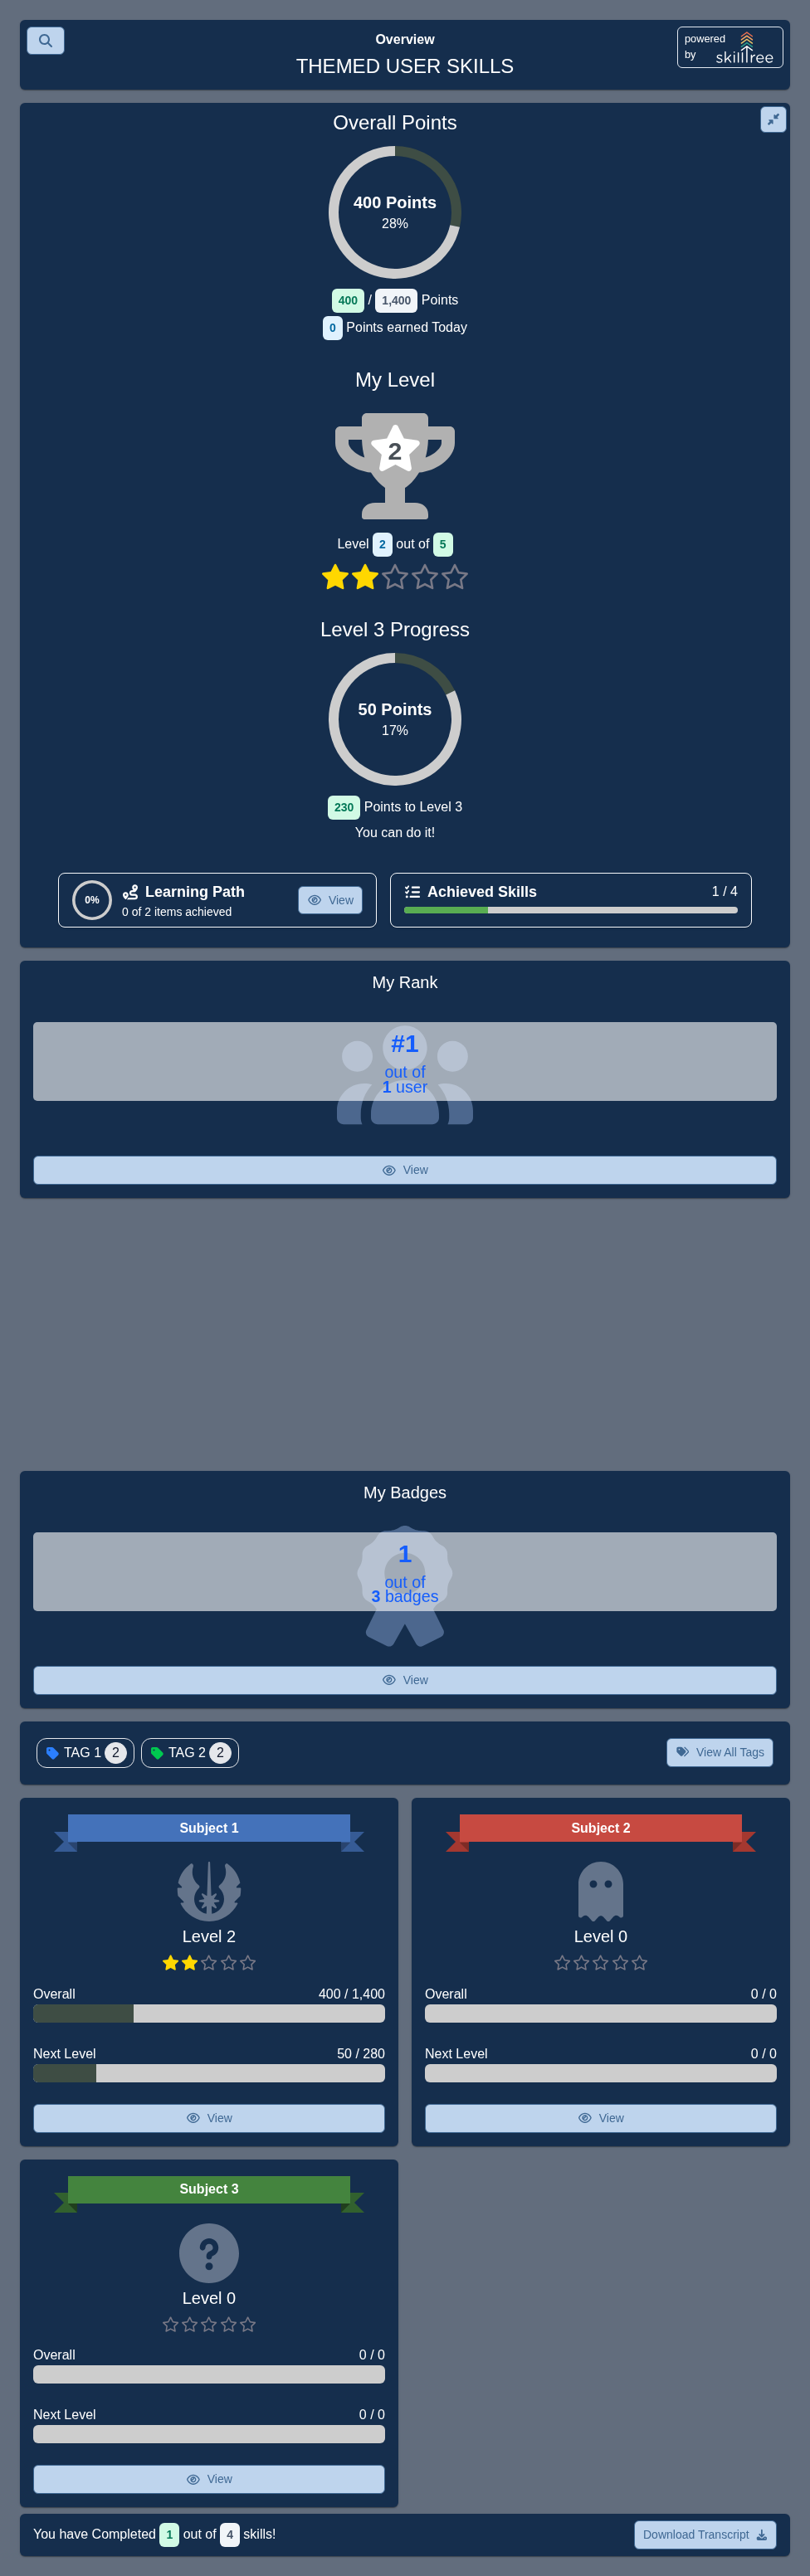 Overview
THEMED USER SKILLS
powered
by
skilltree
Overall Points
400 Points
28%
400 / 1,400 Points
0 Points earned Today
My Level
2
Level 2 out of 5
Level 3 Progress
50 Points
17%
230 Points to Level 3
You can do it!
0%
Learning Path
0 of 2 items achieved
View
Achieved Skills 1 / 4
My Rank
#1
out of
1 user
View
My Badges
1
out of
3 badges
View
TAG 1 2 TAG 2 2 View All Tags
Subject 1
Level 2
Overall 400 / 1,400
Next Level 50 / 280
View
Subject 2
Level 0
Overall 0 / 0
Next Level 0 / 0
View
Subject 3
Level 0
Overall 0 / 0
Next Level 0 / 0
View
You have Completed 1 out of 4 skills! Download Transcript